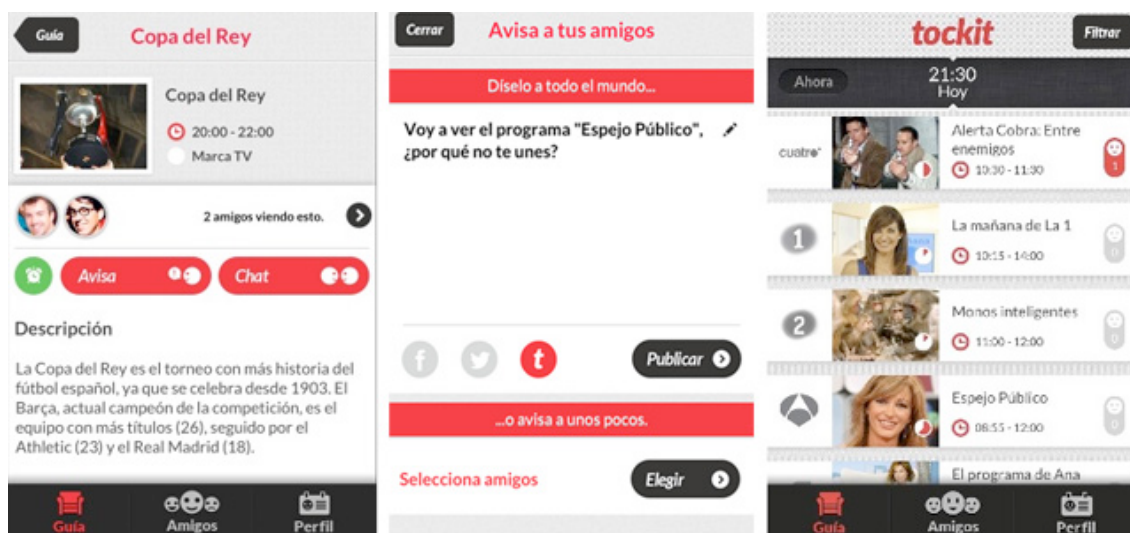 Guía
Copa del Rey
Copa del Rey
20:00 - 22:00
Marca TV
2 amigos viendo esto.
Avisa
Chat
Descripción
La Copa del Rey es el torneo con más historia del
fútbol español, ya que se celebra desde 1903. El
Barça, actual campeón de la competición, es el
equipo con más títulos (26), seguido por el
Athletic (23) y el Real Madrid (18).
Guía
Amigos
Perfil
Cerrar
Avisa a tus amigos
Díselo a todo el mundo...
Voy a ver el programa "Espejo Público",
¿por qué no te unes?
f
t
Publicar
...o avisa a unos pocos.
Selecciona amigos
Elegir
tockit
Filtrar
Ahora
21:30
Hoy
cuatro
Alerta Cobra: Entre
enemigos
10:30 - 11:30
1
1
La mañana de La 1
10:15 - 14:00
0
2
Monos inteligentes
11:00 - 12:00
0
Espejo Público
08:55 - 12:00
0
El programa de Ana
Guía
Amigos
Perfil